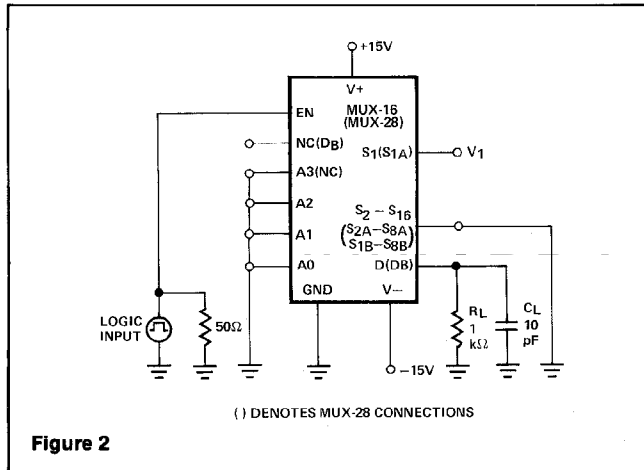 +15V
V+
EN
MUX-16
(MUX-28)
NC(DB)
S1(S1A)
V1
A3(NC)
A2
S2 – S16
(S2A–S8A)
S1B–S8B
A1
A0
D(DB)
GND
V–
LOGIC
INPUT
50Ω
RL
1
kΩ
CL
10
pF
–15V
( ) DENOTES MUX-28 CONNECTIONS
Figure 2